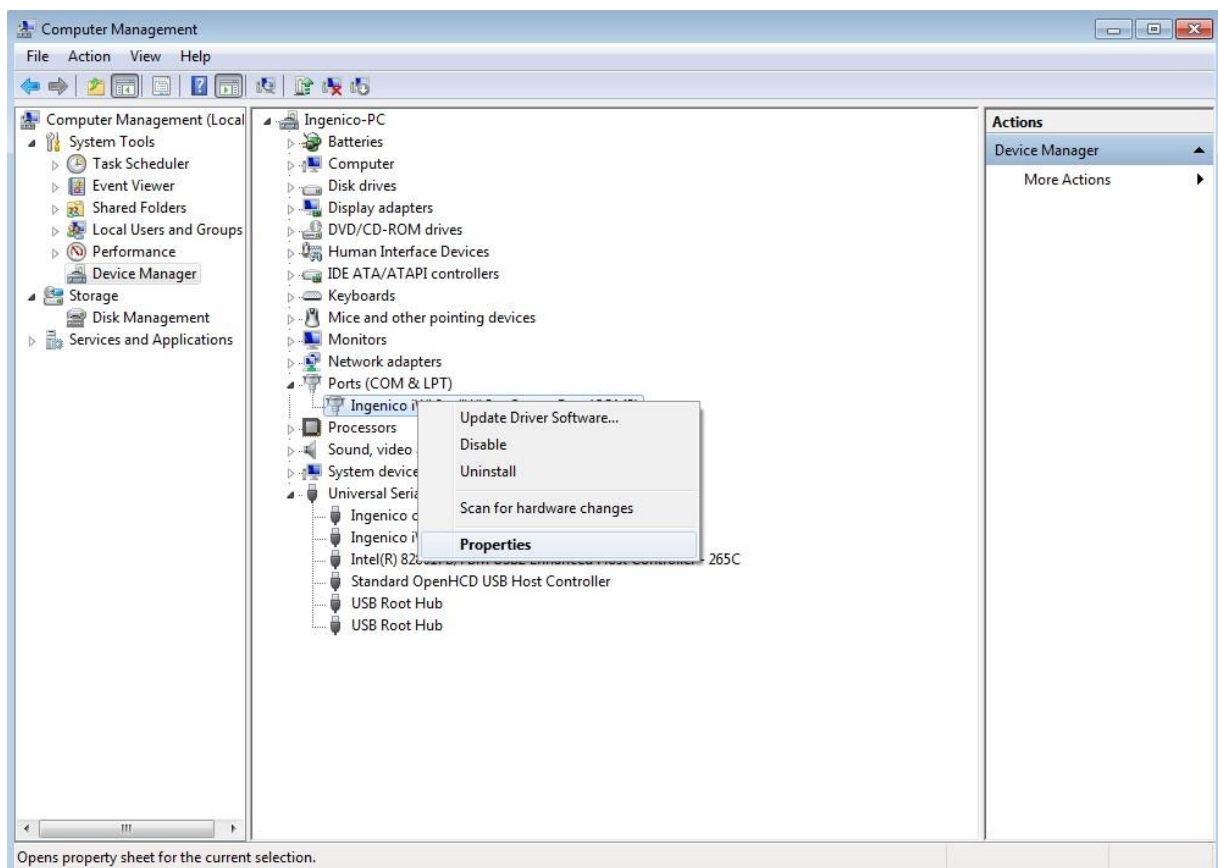 Computer Management
File Action View Help
Computer Management (Local
System Tools
Task Scheduler
Event Viewer
Shared Folders
Local Users and Groups
Performance
Device Manager
Storage
Disk Management
Services and Applications
Ingenico-PC
Batteries
Computer
Disk drives
Display adapters
DVD/CD-ROM drives
Human Interface Devices
IDE ATA/ATAPI controllers
Keyboards
Mice and other pointing devices
Monitors
Network adapters
Ports (COM & LPT)
Ingenico
Processors
Sound, video
System device
Universal Seria
Ingenico c
Ingenico i
Intel(R) - 265C
Standard OpenHCD USB Host Controller
USB Root Hub
USB Root Hub
Update Driver Software...
Disable
Uninstall
Scan for hardware changes
Properties
Actions
Device Manager
More Actions
Opens property sheet for the current selection.